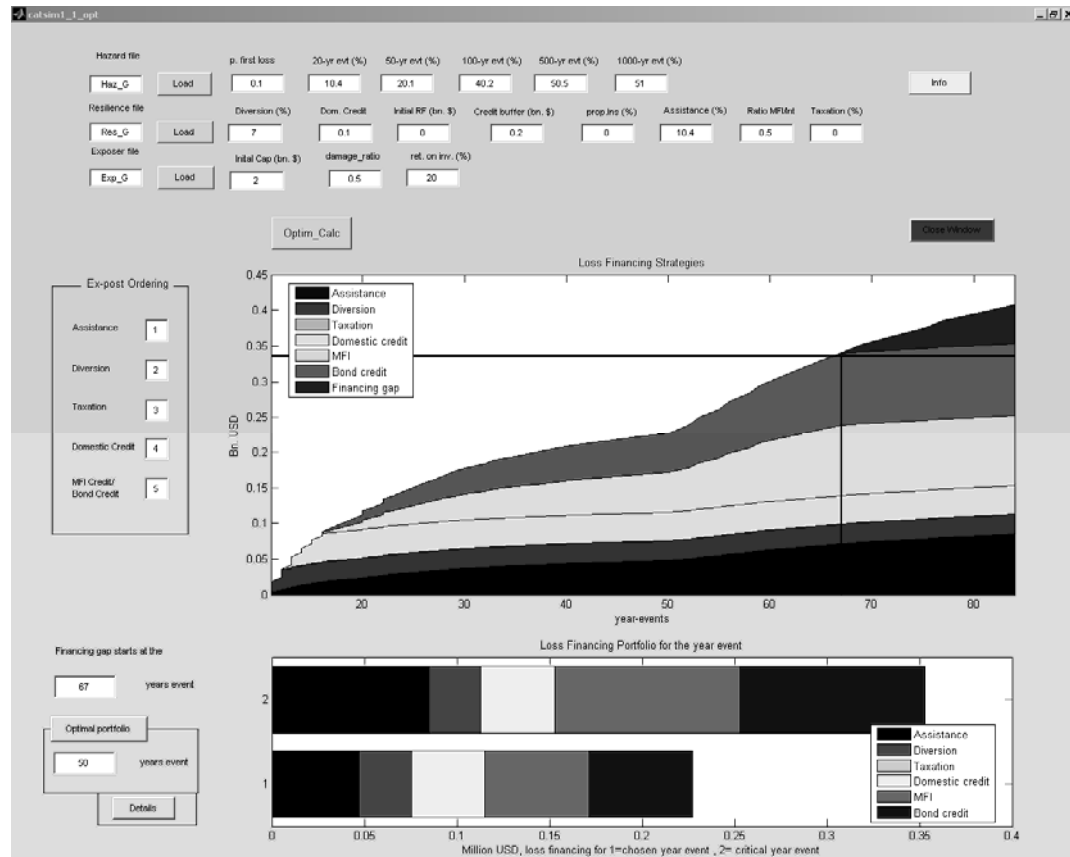 catsim1_1_opt
Hazard file
p. first loss 20-yr evt (%) 50-yr evt (%) 100-yr evt (%) 500-yr evt (%) 1000-yr evt (%)
Haz_G Load 0.1 10.4 20.1 40.2 50.5 51 Info
Resilience file
Diversion (%) Dom. Credit Initial RF (bn. $) Credit buffer (bn. $) prop.Ins (%) Assistance (%) Ratio MFI/Int Taxation (%)
Res_G Load 7 0.1 0 0.2 0 10.4 0.5 0
Exposer file
Inital Cap (bn. $) damage_ratio ret. on inv. (%)
Exp_G Load 2 0.5 20
Optim_Calc Close Window
Loss Financing Strategies
Ex-post Ordering
Assistance 1
Diversion 2
Taxation 3
Domestic Credit 4
MFI Credit/
Bond Credit 5
Bn. USD
0.45
0.4
0.35
0.3
0.25
0.2
0.15
0.1
0.05
0
Assistance
Diversion
Taxation
Domestic credit
MFI
Bond credit
Financing gap
20 30 40 50 60 70 80
year-events
Financing gap starts at the
67 years event
Optimal portfolio
50 years event
Details
Loss Financing Portfolio for the year event
2
1
Assistance
Diversion
Taxation
Domestic credit
MFI
Bond credit
0 0.05 0.1 0.15 0.2 0.25 0.3 0.35 0.4
Million USD, loss financing for 1=chosen year event , 2= critical year event